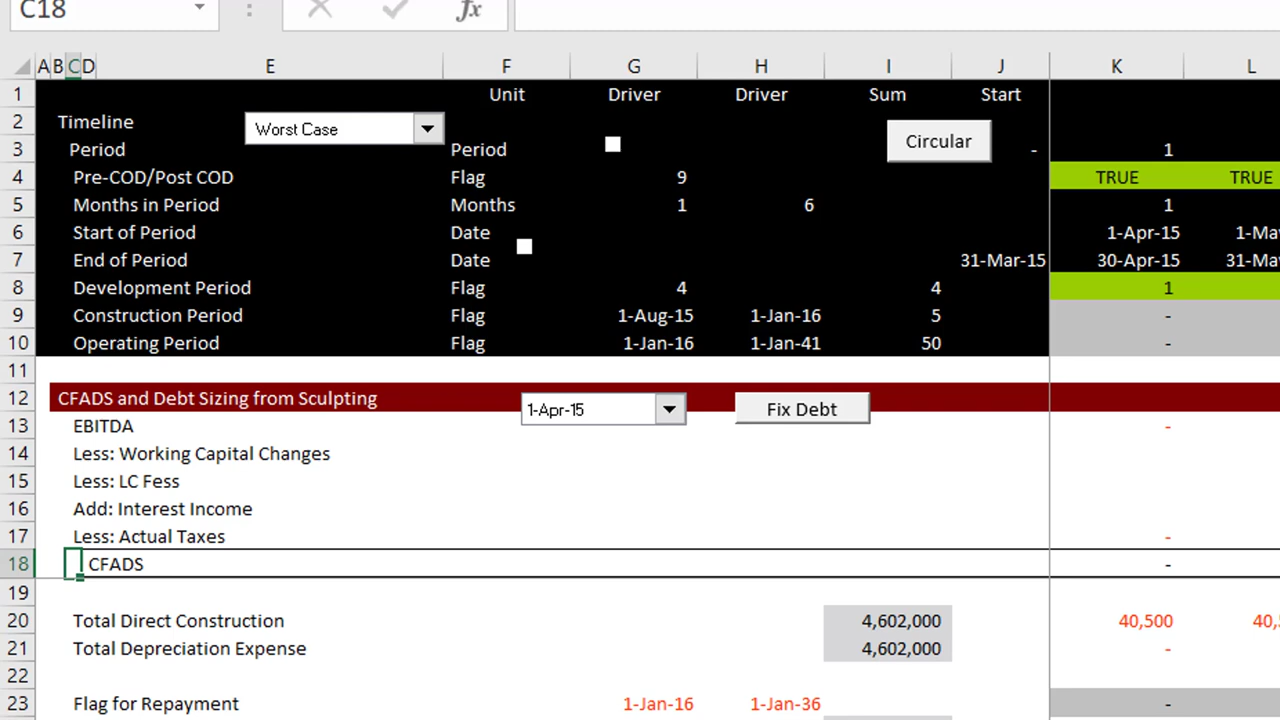 C18 fx
A B C D E F G H I J K L
1 Unit Driver Driver Sum Start
2 Timeline Worst Case Circular
3 Period Period - 1
4 Pre-COD/Post COD Flag 9 TRUE TRUE
5 Months in Period Months 1 6 1
6 Start of Period Date 1-Apr-15 1-May
7 End of Period Date 31-Mar-15 30-Apr-15 31-May
8 Development Period Flag 4 4 1
9 Construction Period Flag 1-Aug-15 1-Jan-16 5 -
10 Operating Period Flag 1-Jan-16 1-Jan-41 50 -
11
12 CFADS and Debt Sizing from Sculpting 1-Apr-15 Fix Debt
13 EBITDA -
14 Less: Working Capital Changes
15 Less: LC Fess
16 Add: Interest Income
17 Less: Actual Taxes -
18 CFADS -
19
20 Total Direct Construction 4,602,000 40,500 40,
21 Total Depreciation Expense 4,602,000 -
22
23 Flag for Repayment 1-Jan-16 1-Jan-36 -